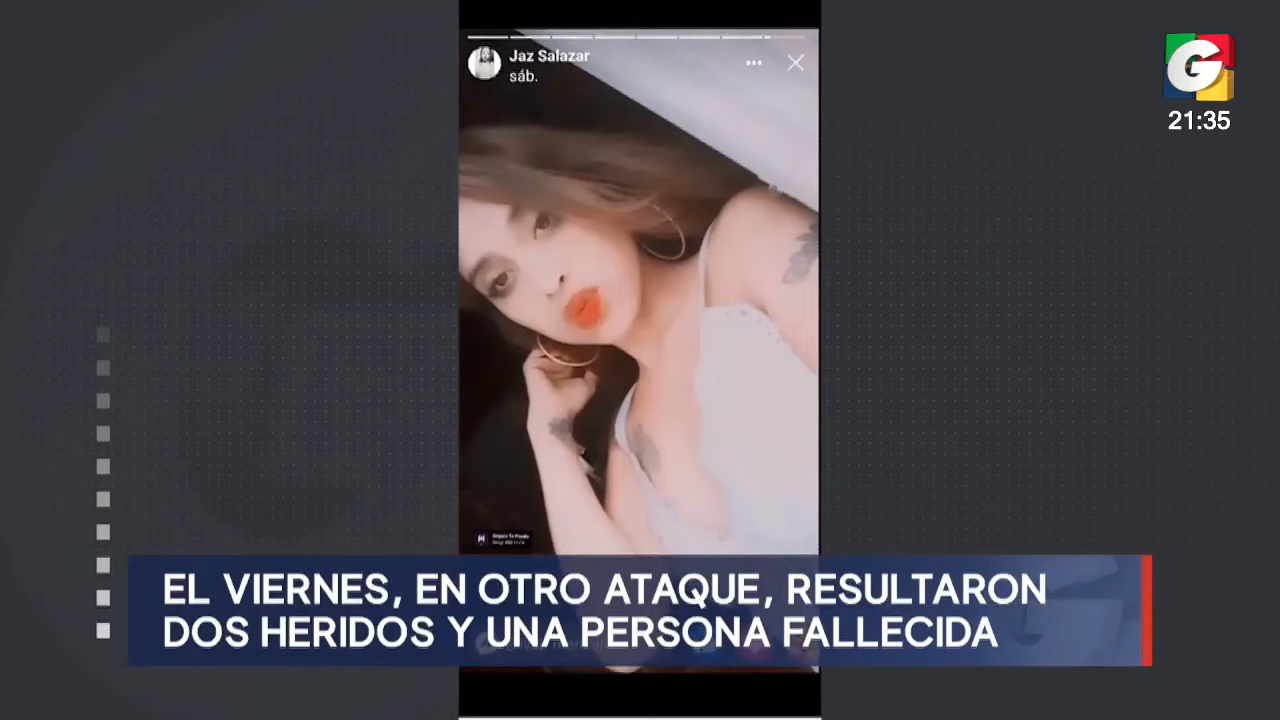 Jaz Salazar
sáb.
G
21:35
EL VIERNES, EN OTRO ATAQUE, RESULTARON
DOS HERIDOS Y UNA PERSONA FALLECIDA